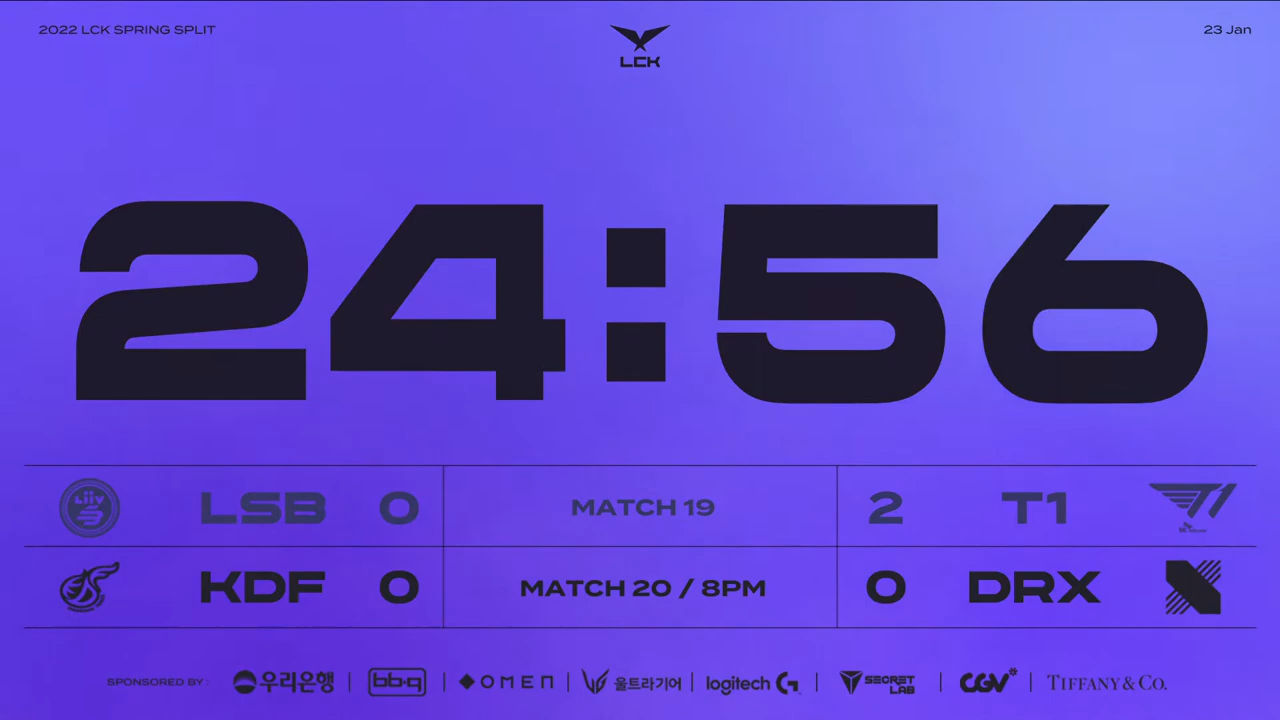 2022 LCK SPRING SPLIT
LCK
23 Jan
24:56
Liiv LSB 0 MATCH 19 2 T1 T1
KDF 0 MATCH 20 / 8PM 0 DRX
SPONSORED BY : 우리은행 | bb.q | OMEN | 울트라기어 | logitech G | SECRET LAB | CGV | TIFFANY & CO.